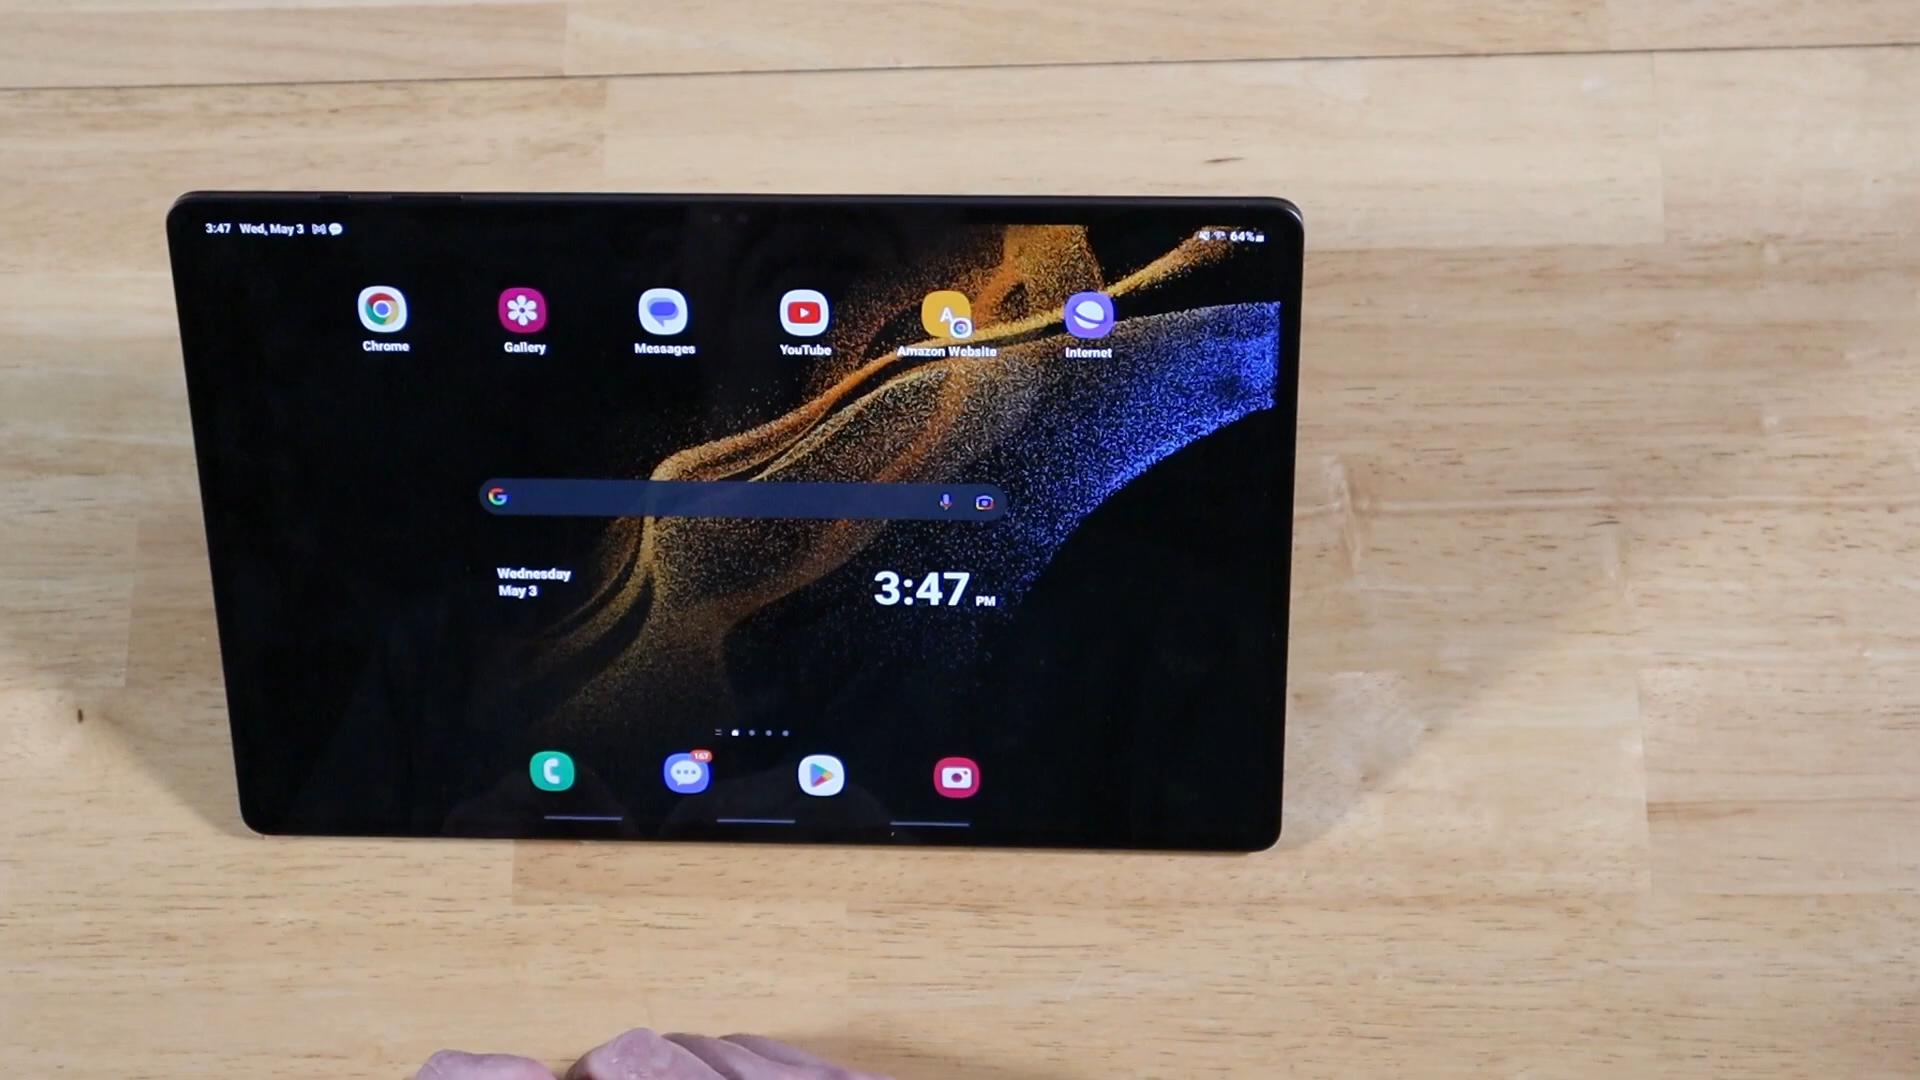 3:47 Wed, May 3
64%
Chrome
Gallery
Messages
YouTube
A
Amazon Website
Internet
G
Wednesday
May 3
3:47 PM
167